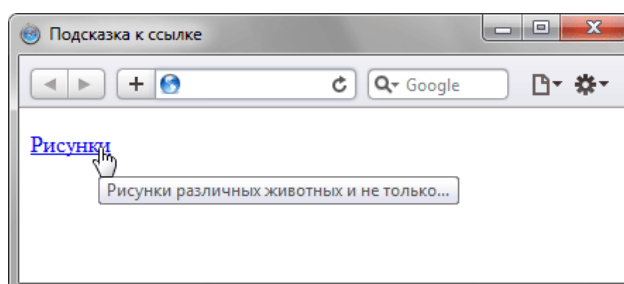 Подсказка к ссылке
Google
Рисунки
Рисунки различных животных и не только...